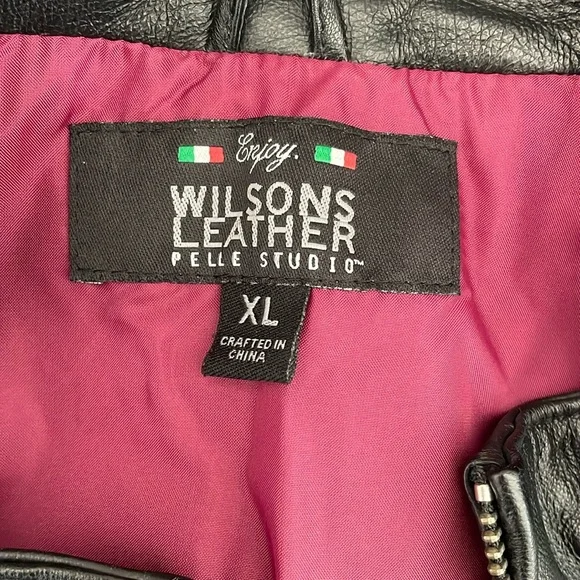 Enjoy.
WILSONS
LEATHER
PELLE STUDIO™
XL
CRAFTED IN
CHINA